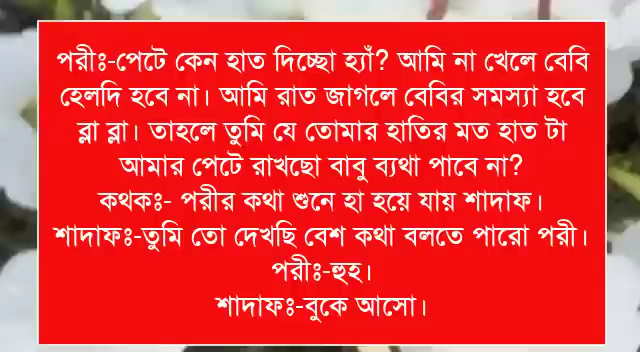 পরীঃ-পেটে কেন হাত দিচ্ছো হ্যাঁ? আমি না খেলে বেবি
হেলদি হবে না। আমি রাত জাগলে বেবির সমস্যা হবে
ব্লা ব্লা। তাহলে তুমি যে তোমার হাতির মত হাত টা
আমার পেটে রাখছো বাবু ব্যথা পাবে না?
কথকঃ- পরীর কথা শুনে হা হয়ে যায় শাদাফ।
শাদাফঃ-তুমি তো দেখছি বেশ কথা বলতে পারো পরী।
পরীঃ-হুহ।
শাদাফঃ-বুকে আসো।